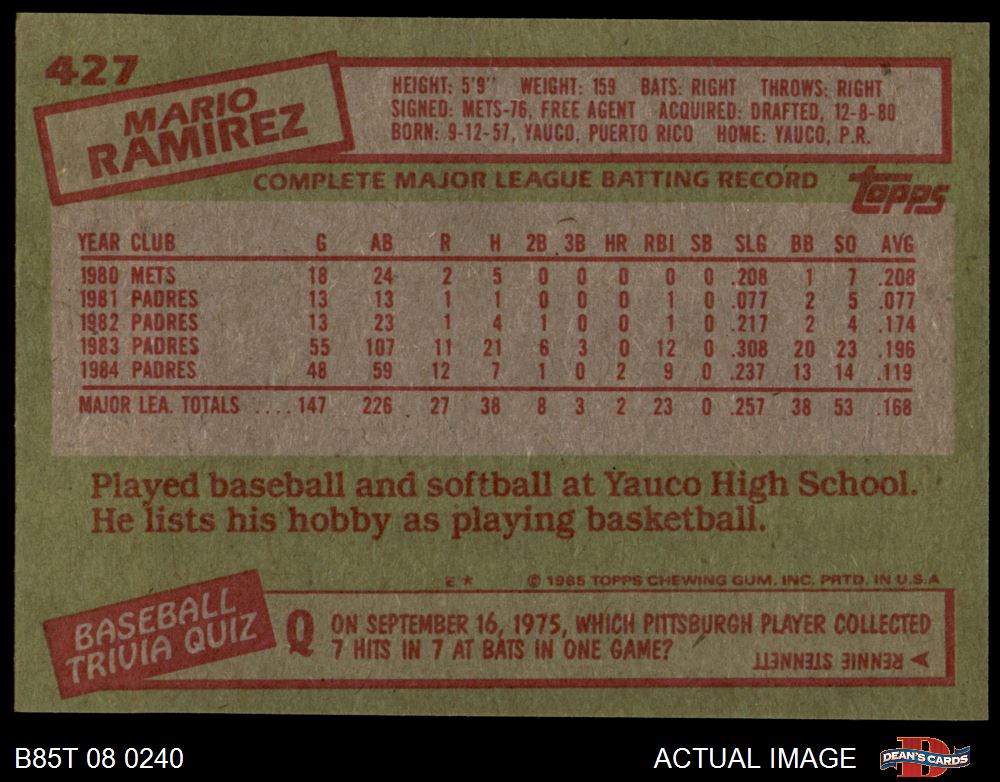 427
MARIO
RAMIREZ
HEIGHT: 5'9" WEIGHT: 159 BATS: RIGHT THROWS: RIGHT
SIGNED: METS-76, FREE AGENT ACQUIRED: DRAFTED, 12-8-80
BORN: 9-12-57, YAUCO, PUERTO RICO HOME: YAUCO, P.R.
COMPLETE MAJOR LEAGUE BATTING RECORD
TOPPS
YEAR CLUB G AB R H 2B 3B HR RBI SB SLG BB SO AVG
1980 METS 18 24 2 5 0 0 0 0 0 .208 1 7 .208
1981 PADRES 13 13 1 1 0 0 0 1 0 .077 2 5 .077
1982 PADRES 13 23 1 4 1 0 0 1 0 .217 2 4 .174
1983 PADRES 55 107 11 21 6 3 0 12 0 .308 20 23 .196
1984 PADRES 48 59 12 7 1 0 2 9 0 .237 13 14 .119
MAJOR LEA. TOTALS .... 147 226 27 38 8 3 2 23 0 .257 38 53 .168
Played baseball and softball at Yauco High School.
He lists his hobby as playing basketball.
E * © 1985 TOPPS CHEWING GUM, INC. PRTD. IN U.S.A
BASEBALL
TRIVIA QUIZ
Q ON SEPTEMBER 16, 1975, WHICH PITTSBURGH PLAYER COLLECTED
7 HITS IN 7 AT BATS IN ONE GAME?
RENNIE STENNETT
B85T 08 0240
ACTUAL IMAGE
D
DEAN'S CARDS